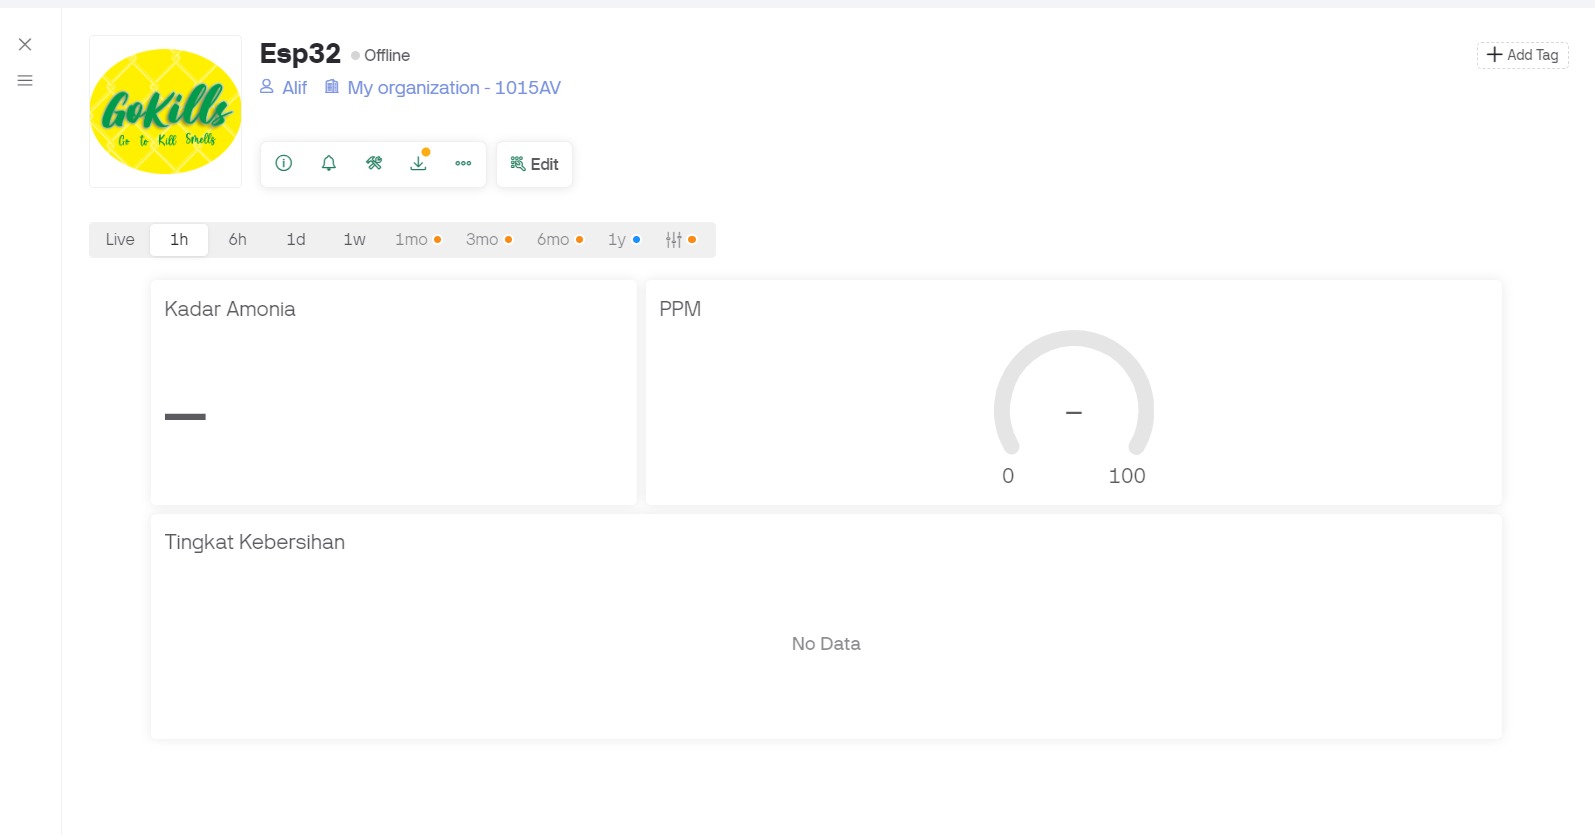 GoKills
Go to Kill Smells
Esp32 Offline
Alif My organization - 1015AV
Add Tag
Edit
Live 1h 6h 1d 1w 1mo 3mo 6mo 1y
Kadar Amonia
—
PPM
–
0 100
Tingkat Kebersihan
No Data